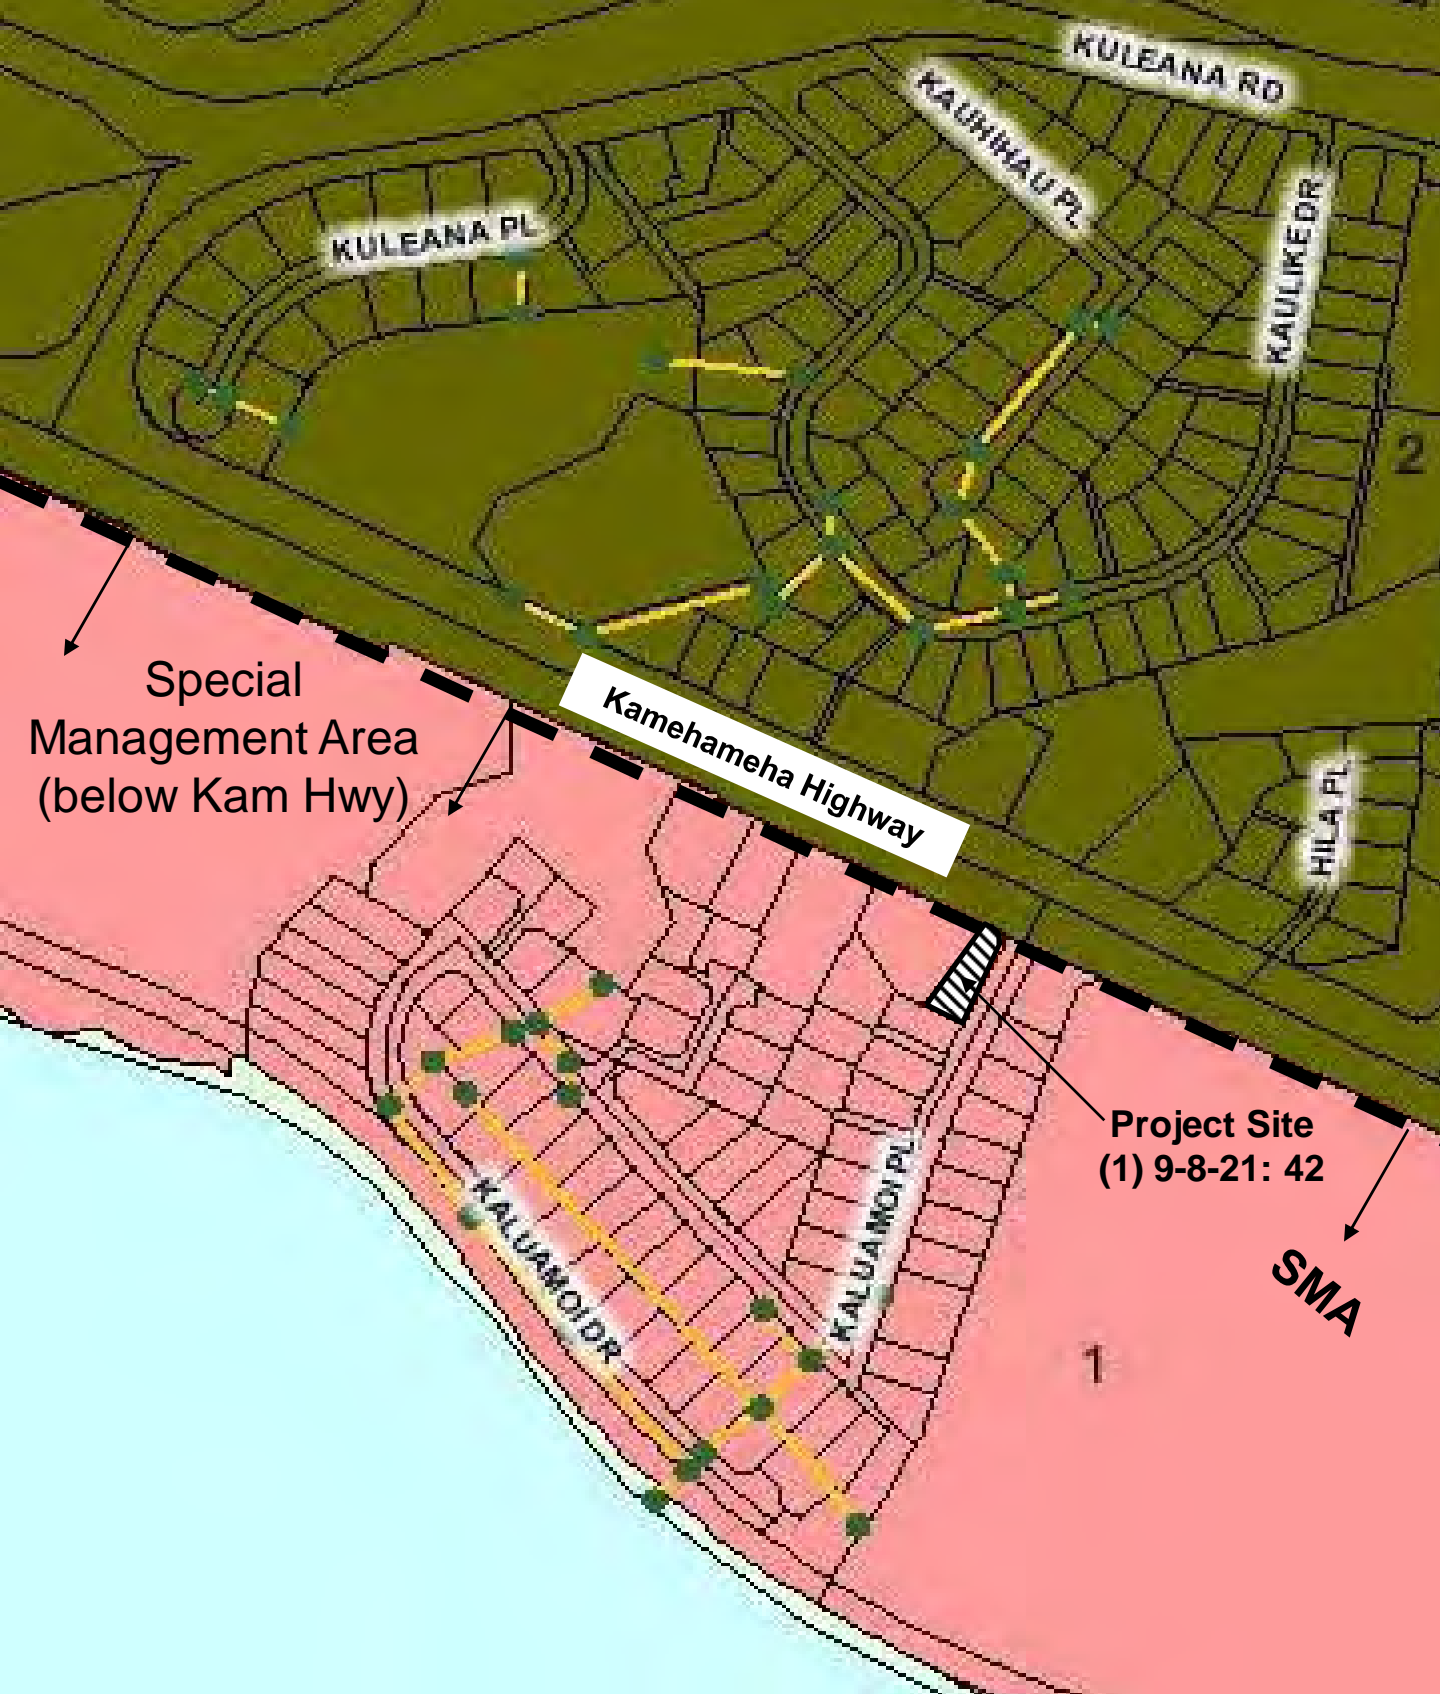 KULEANA RD
KAUHIHAU PL
KULEANA PL
KAULIKE DR
2
Special
Management Area
(below Kam Hwy)
Kamehameha Highway
HILA PL
Project Site
(1) 9-8-21: 42
KALUAMOI PL
KALUAMOI DR
SMA
1